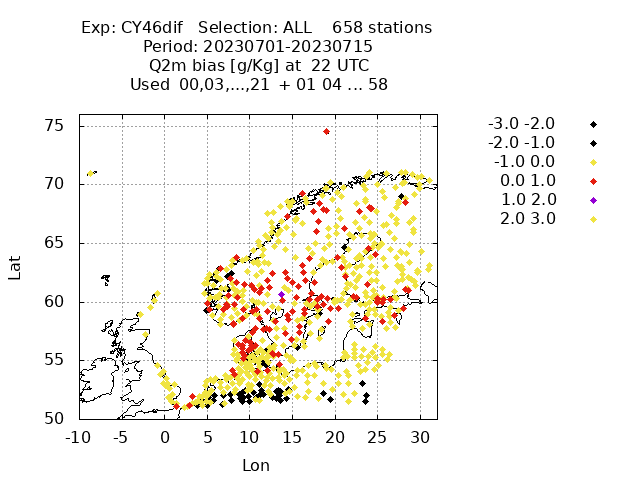 Exp: CY46dif   Selection: ALL    658 stations
Period: 20230701-20230715
Q2m bias [g/Kg] at  22 UTC
Used  00,03,...,21  + 01 04 ... 58
75
70
65
60
55
50
-10 -5 0 5 10 15 20 25 30
Lat
Lon
-3.0 -2.0
-2.0 -1.0
-1.0 0.0
0.0 1.0
1.0 2.0
2.0 3.0